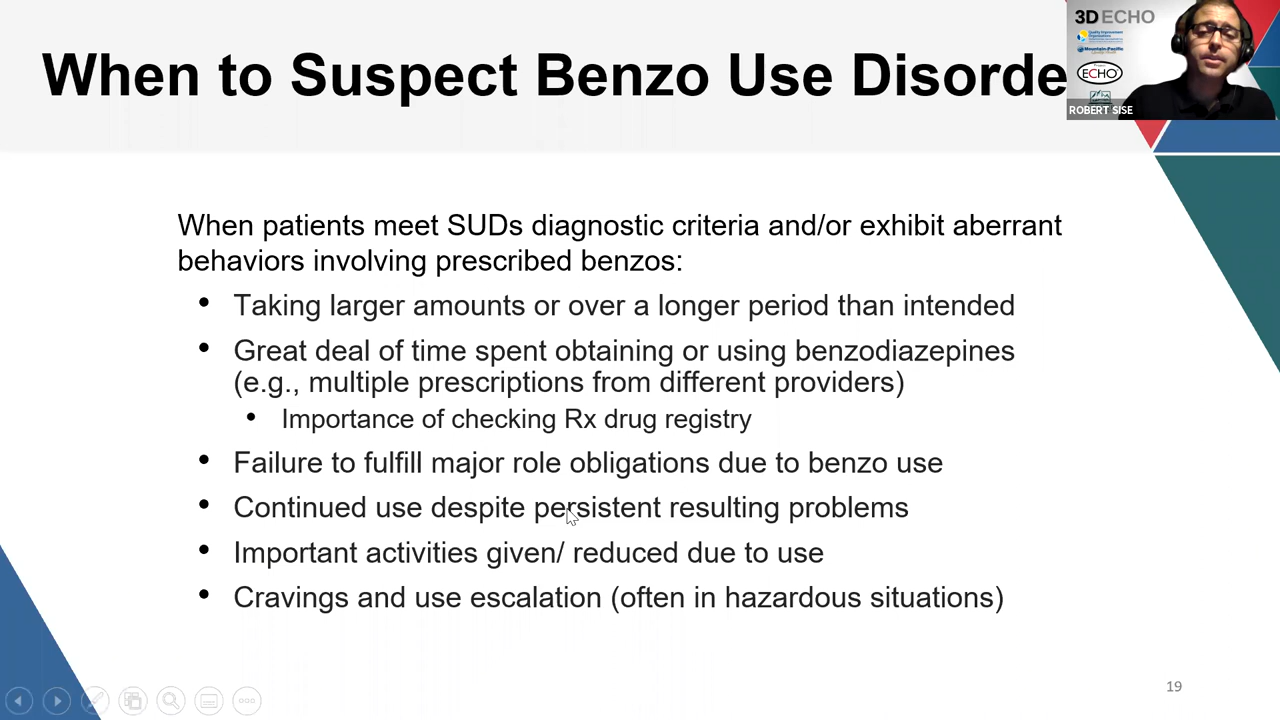 When to Suspect Benzo Use Disorde
3D ECHO
Mountain-Pacific
ECHO
ROBERT SISE
When patients meet SUDs diagnostic criteria and/or exhibit aberrant
behaviors involving prescribed benzos:
• Taking larger amounts or over a longer period than intended
• Great deal of time spent obtaining or using benzodiazepines
(e.g., multiple prescriptions from different providers)
• Importance of checking Rx drug registry
• Failure to fulfill major role obligations due to benzo use
• Continued use despite persistent resulting problems
• Important activities given/ reduced due to use
• Cravings and use escalation (often in hazardous situations)
19